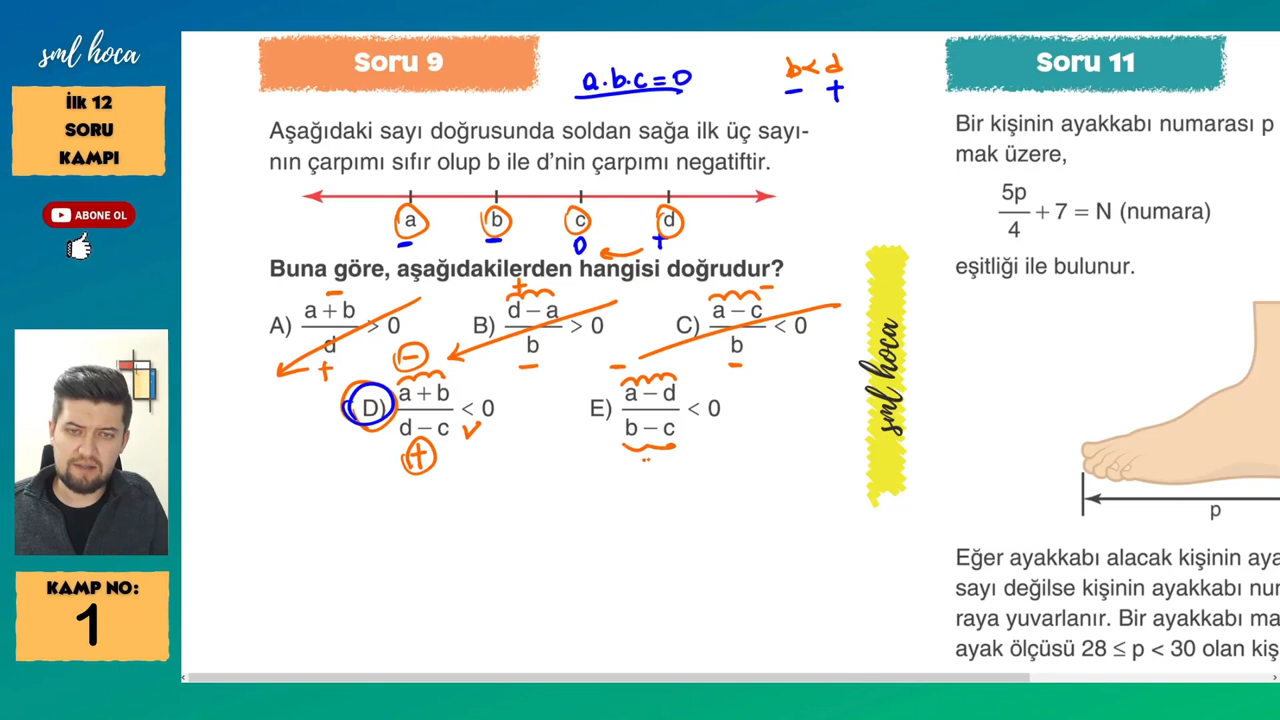 sml hoca
İlk 12
SORU
KAMPI
ABONE OL
KAMP NO:
1
Soru 9
a.b.c=0
b<d
- +
Aşağıdaki sayı doğrusunda soldan sağa ilk üç sayı-
nın çarpımı sıfır olup b ile d'nin çarpımı negatiftir.
a b c d
- - 0 +
Buna göre, aşağıdakilerden hangisi doğrudur?
A) (a + b)/d > 0
B) (d – a)/b > 0
C) (a – c)/b < 0
D) (a + b)/(d – c) < 0
E) (a – d)/(b – c) < 0
sml hoca
Soru 11
Bir kişinin ayakkabı numarası p
mak üzere,
5p/4 + 7 = N (numara)
eşitliği ile bulunur.
p
Eğer ayakkabı alacak kişinin aya
sayı değilse kişinin ayakkabı nu
raya yuvarlanır. Bir ayakkabı ma
ayak ölçüsü 28 ≤ p < 30 olan kiş